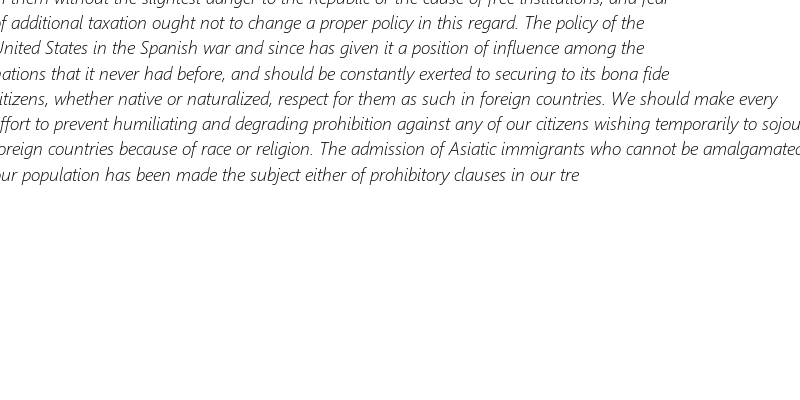 them without the slightest danger to the Republic or the cause of free institutions, and fear
of additional taxation ought not to change a proper policy in this regard. The policy of the
United States in the Spanish war and since has given it a position of influence among the
nations that it never had before, and should be constantly exerted to securing to its bona fide
itizens, whether native or naturalized, respect for them as such in foreign countries. We should make every
ffort to prevent humiliating and degrading prohibition against any of our citizens wishing temporarily to sojou
oreign countries because of race or religion. The admission of Asiatic immigrants who cannot be amalgamated
our population has been made the subject either of prohibitory clauses in our tre